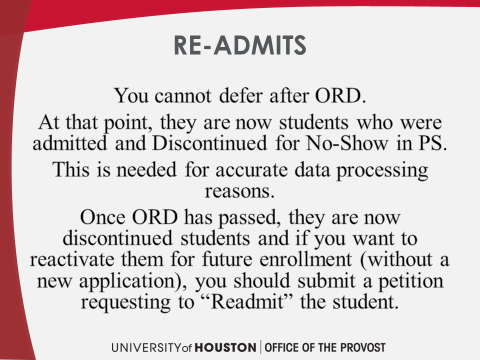 RE-ADMITS
You cannot defer after ORD.
At that point, they are now students who were
admitted and Discontinued for No-Show in PS.
This is needed for accurate data processing
reasons.
Once ORD has passed, they are now
discontinued students and if you want to
reactivate them for future enrollment (without a
new application), you should submit a petition
requesting to “Readmit” the student.
UNIVERSITY of HOUSTON | OFFICE OF THE PROVOST